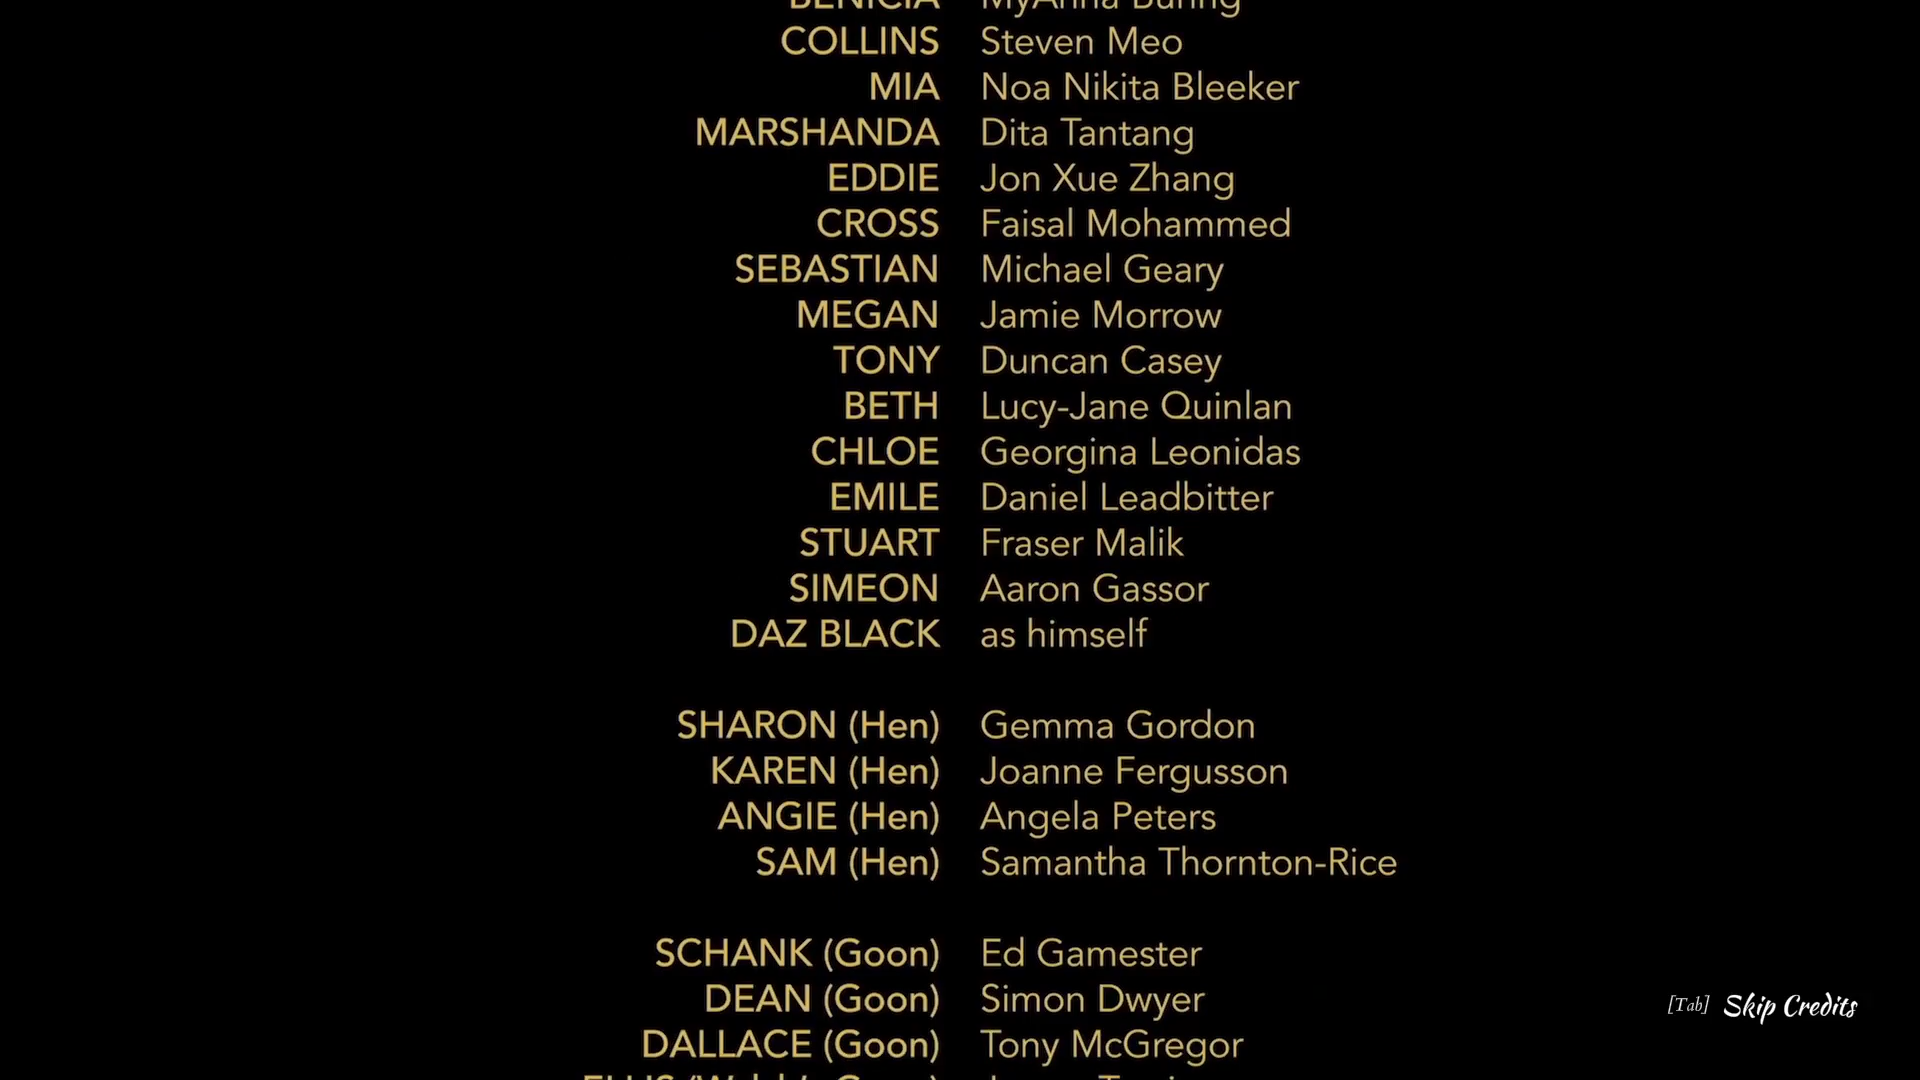 BENICIA MyAnna Buring
COLLINS Steven Meo
MIA Noa Nikita Bleeker
MARSHANDA Dita Tantang
EDDIE Jon Xue Zhang
CROSS Faisal Mohammed
SEBASTIAN Michael Geary
MEGAN Jamie Morrow
TONY Duncan Casey
BETH Lucy-Jane Quinlan
CHLOE Georgina Leonidas
EMILE Daniel Leadbitter
STUART Fraser Malik
SIMEON Aaron Gassor
DAZ BLACK as himself
SHARON (Hen) Gemma Gordon
KAREN (Hen) Joanne Fergusson
ANGIE (Hen) Angela Peters
SAM (Hen) Samantha Thornton-Rice
SCHANK (Goon) Ed Gamester
DEAN (Goon) Simon Dwyer
[Tab] Skip Credits
DALLACE (Goon) Tony McGregor